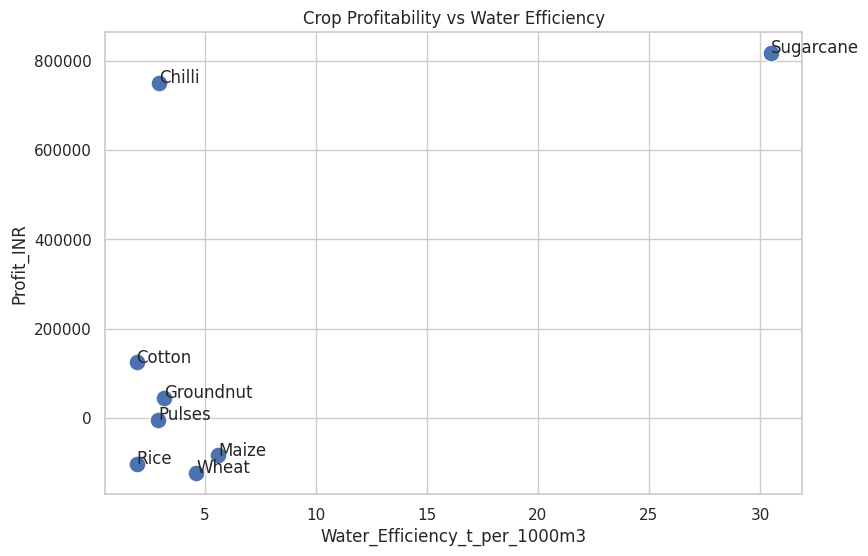 Crop Profitability vs Water Efficiency
Sugarcane
800000
Chilli
600000
400000
Profit_INR
200000
Cotton
Groundnut
Pulses
0
Maize
Rice
Wheat
5
10
15
20
25
30
Water_Efficiency_t_per_1000m3